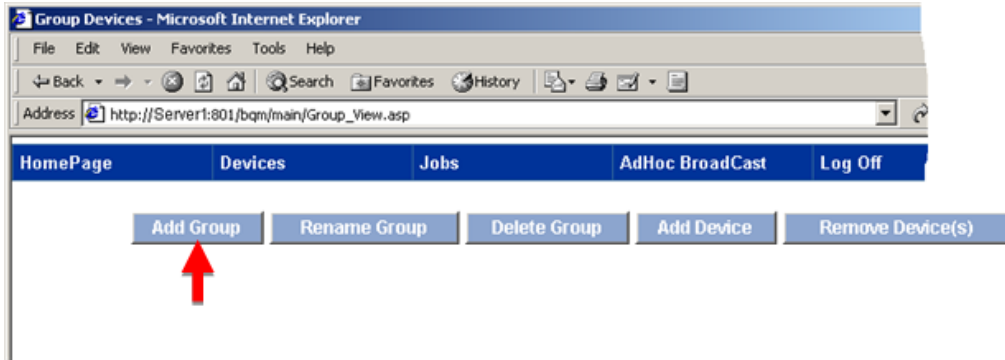 Group Devices - Microsoft Internet Explorer
File Edit View Favorites Tools Help
Back Search Favorites History
Address http://Server1:801/bqm/main/Group_View.asp
HomePage Devices Jobs AdHoc BroadCast Log Off
Add Group Rename Group Delete Group Add Device Remove Device(s)